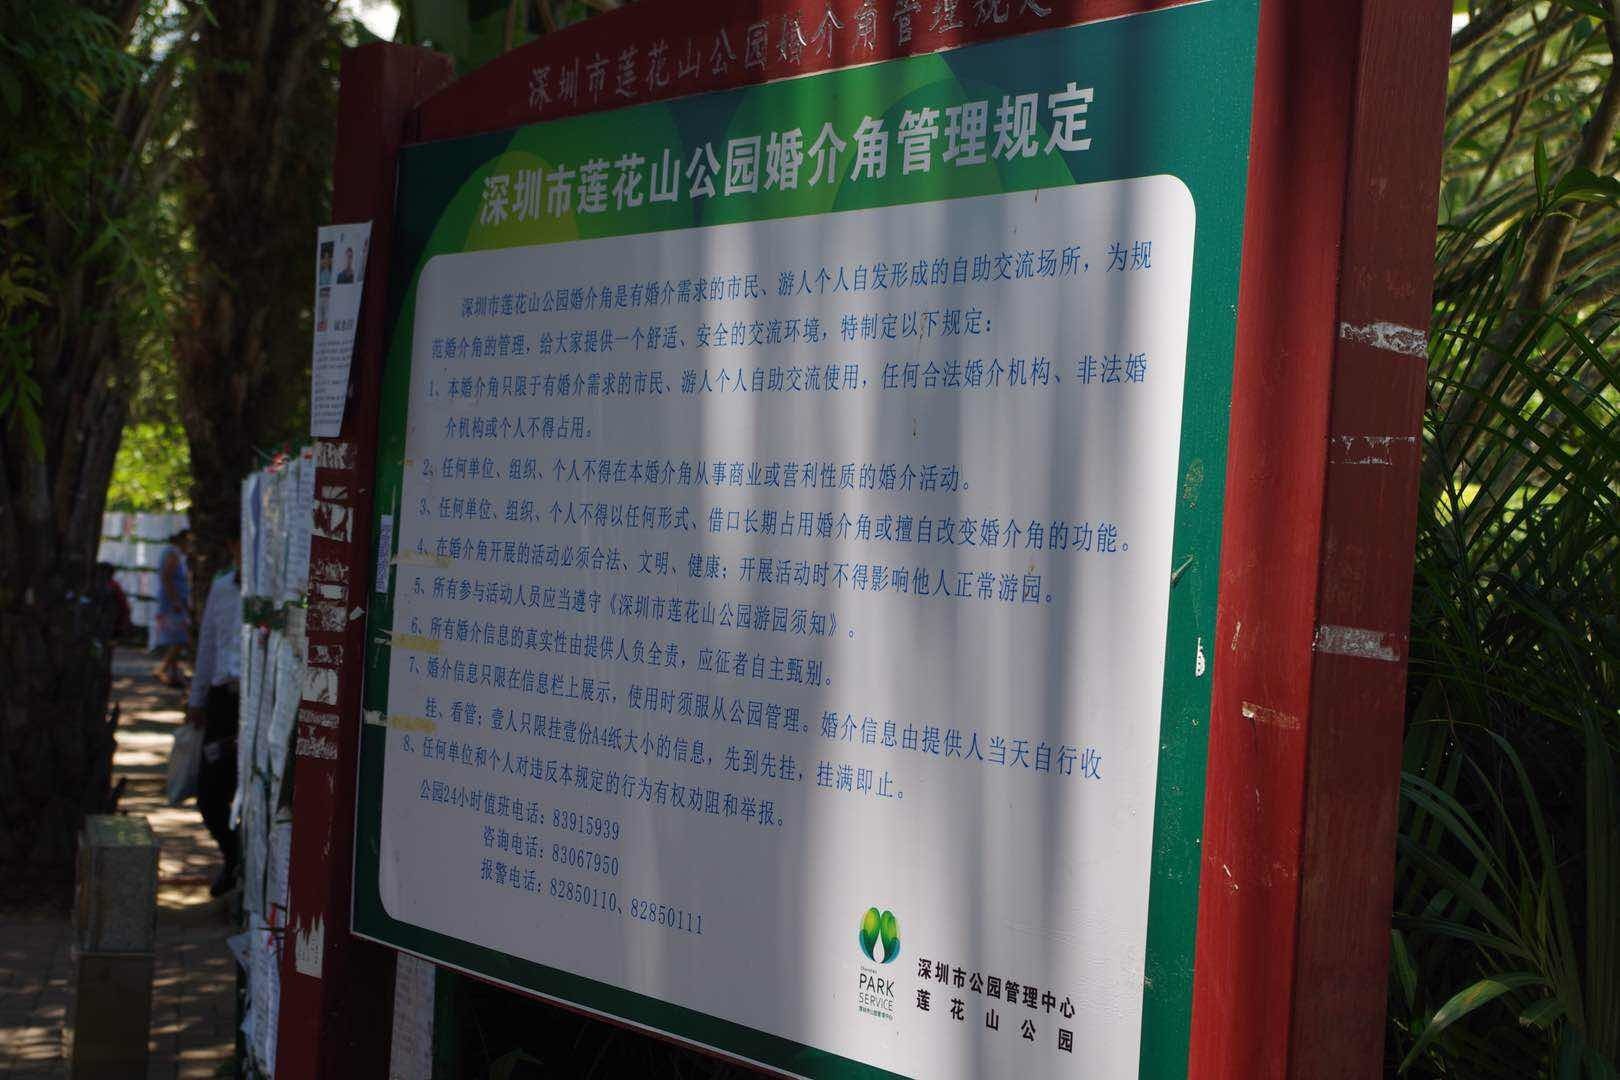 深圳市莲花山公园婚介角管理规定
深圳市莲花山公园婚介角管理规定
深圳市莲花山公园婚介角是有婚介需求的市民、游人个人自发形成的自助交流场所，为规
范婚介角的管理，给大家提供一个舒适、安全的交流环境，特制定以下规定：
1、本婚介角只限于有婚介需求的市民、游人个人自助交流使用，任何合法婚介机构、非法婚
介机构或个人不得占用。
2、任何单位、组织、个人不得在本婚介角从事商业或营利性质的婚介活动。
3、任何单位、组织、个人不得以任何形式、借口长期占用婚介角或擅自改变婚介角的功能。
4、在婚介角开展的活动必须合法、文明、健康；开展活动时不得影响他人正常游园。
5、所有参与活动人员应当遵守《深圳市莲花山公园游园须知》。
6、所有婚介信息的真实性由提供人负全责，应征者自主甄别。
7、婚介信息只限在信息栏上展示，使用时须服从公园管理。婚介信息由提供人当天自行收
挂、看管；壹人只限挂壹份A4纸大小的信息，先到先挂，挂满即止。
8、任何单位和个人对违反本规定的行为有权劝阻和举报。
公园24小时值班电话：83915939
咨询电话：83067950
报警电话：82850110、82850111
PARK
SERVICE
深圳市公园管理中心
莲花山公园